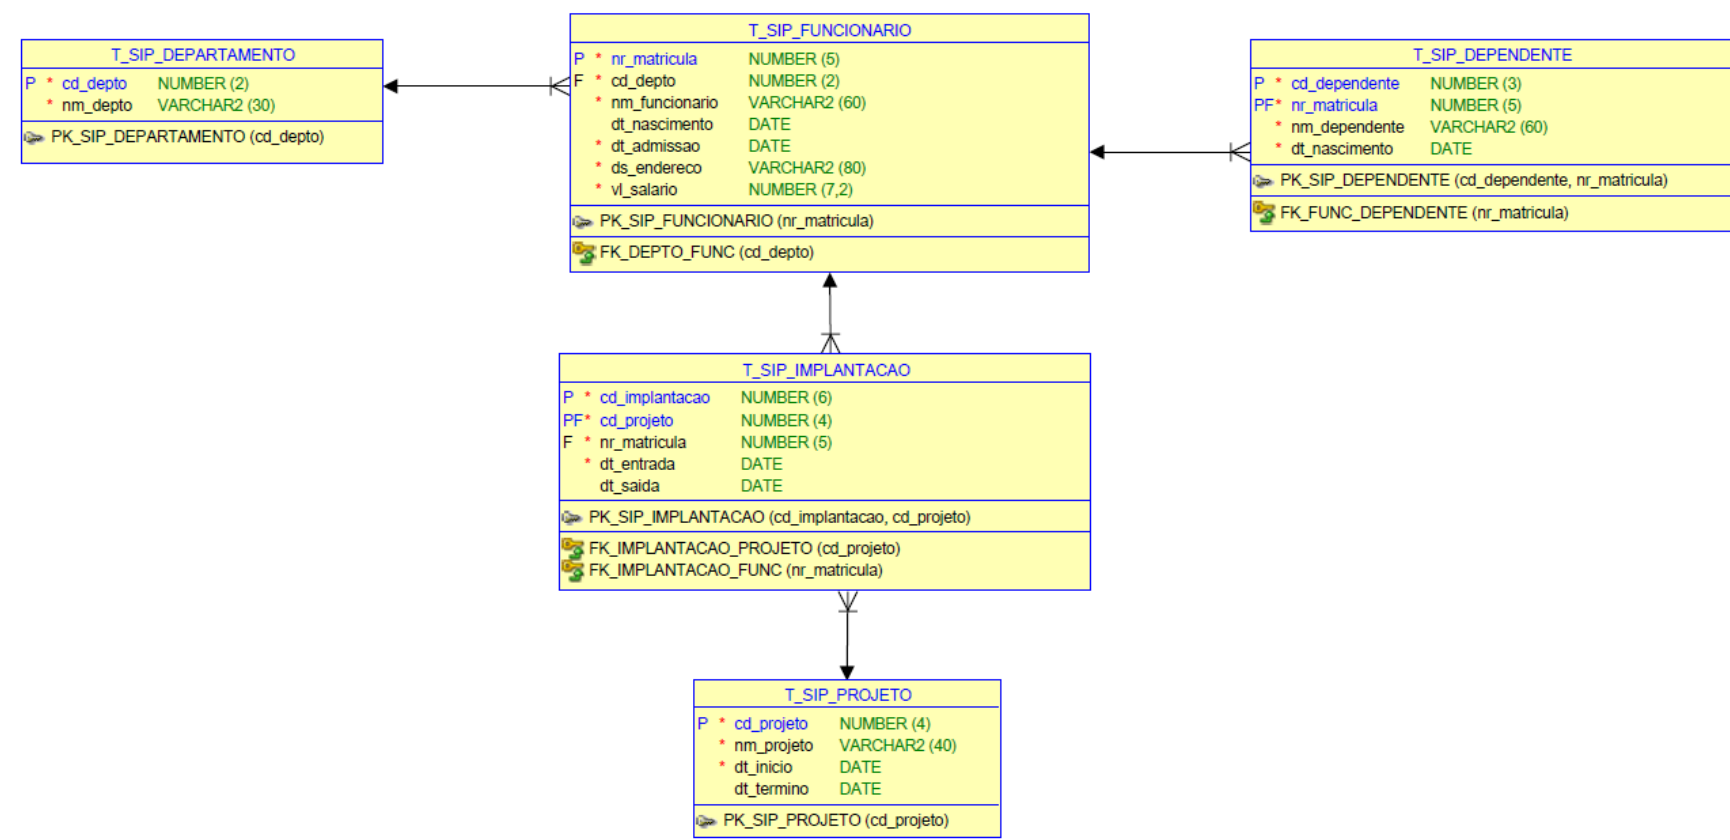 T_SIP_DEPARTAMENTO
P * cd_depto NUMBER (2)
* nm_depto VARCHAR2 (30)
PK_SIP_DEPARTAMENTO (cd_depto)
T_SIP_FUNCIONARIO
P * nr_matricula NUMBER (5)
F * cd_depto NUMBER (2)
* nm_funcionario VARCHAR2 (60)
dt_nascimento DATE
* dt_admissao DATE
* ds_endereco VARCHAR2 (80)
* vl_salario NUMBER (7,2)
PK_SIP_FUNCIONARIO (nr_matricula)
FK_DEPTO_FUNC (cd_depto)
T_SIP_DEPENDENTE
P * cd_dependente NUMBER (3)
PF* nr_matricula NUMBER (5)
* nm_dependente VARCHAR2 (60)
* dt_nascimento DATE
PK_SIP_DEPENDENTE (cd_dependente, nr_matricula)
FK_FUNC_DEPENDENTE (nr_matricula)
T_SIP_IMPLANTACAO
P * cd_implantacao NUMBER (6)
PF* cd_projeto NUMBER (4)
F * nr_matricula NUMBER (5)
* dt_entrada DATE
dt_saida DATE
PK_SIP_IMPLANTACAO (cd_implantacao, cd_projeto)
FK_IMPLANTACAO_PROJETO (cd_projeto)
FK_IMPLANTACAO_FUNC (nr_matricula)
T_SIP_PROJETO
P * cd_projeto NUMBER (4)
* nm_projeto VARCHAR2 (40)
* dt_inicio DATE
dt_termino DATE
PK_SIP_PROJETO (cd_projeto)